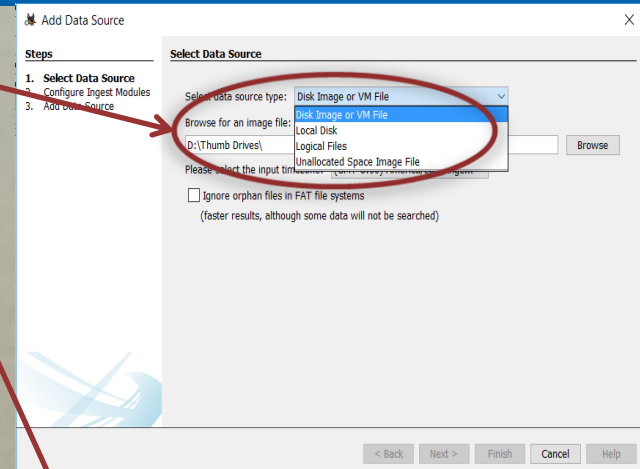 Add Data Source
Steps
1. Select Data Source
2. Configure Ingest Modules
3. Add Data Source
Select Data Source
Select data source type: Disk Image or VM File
Disk Image or VM File
Local Disk
Logical Files
Unallocated Space Image File
Browse for an image file:
D:\Thumb Drives\
Browse
Please select the input timezone:
Ignore orphan files in FAT file systems
(faster results, although some data will not be searched)
< Back Next > Finish Cancel Help